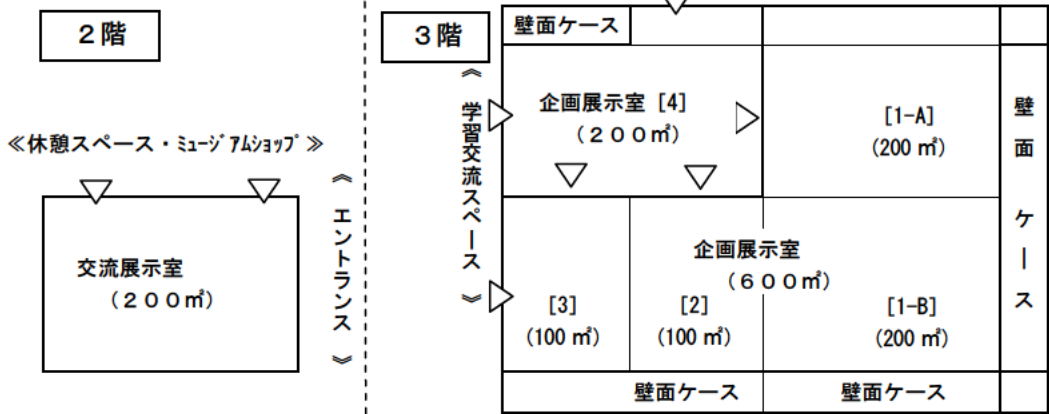 ２階
≪休憩スペース・ﾐｭｰｼﾞｱﾑｼｮｯﾌﾟ≫
交流展示室
（２００㎡）
《 エントランス 》
３階
《 学習交流スペース 》
壁面ケース
企画展示室 [4]
（２００㎡）
[1-A]
(200 ㎡)
壁面ケース
企画展示室
（６００㎡）
[3]
(100 ㎡)
[2]
(100 ㎡)
[1-B]
(200 ㎡)
壁面ケース
壁面ケース